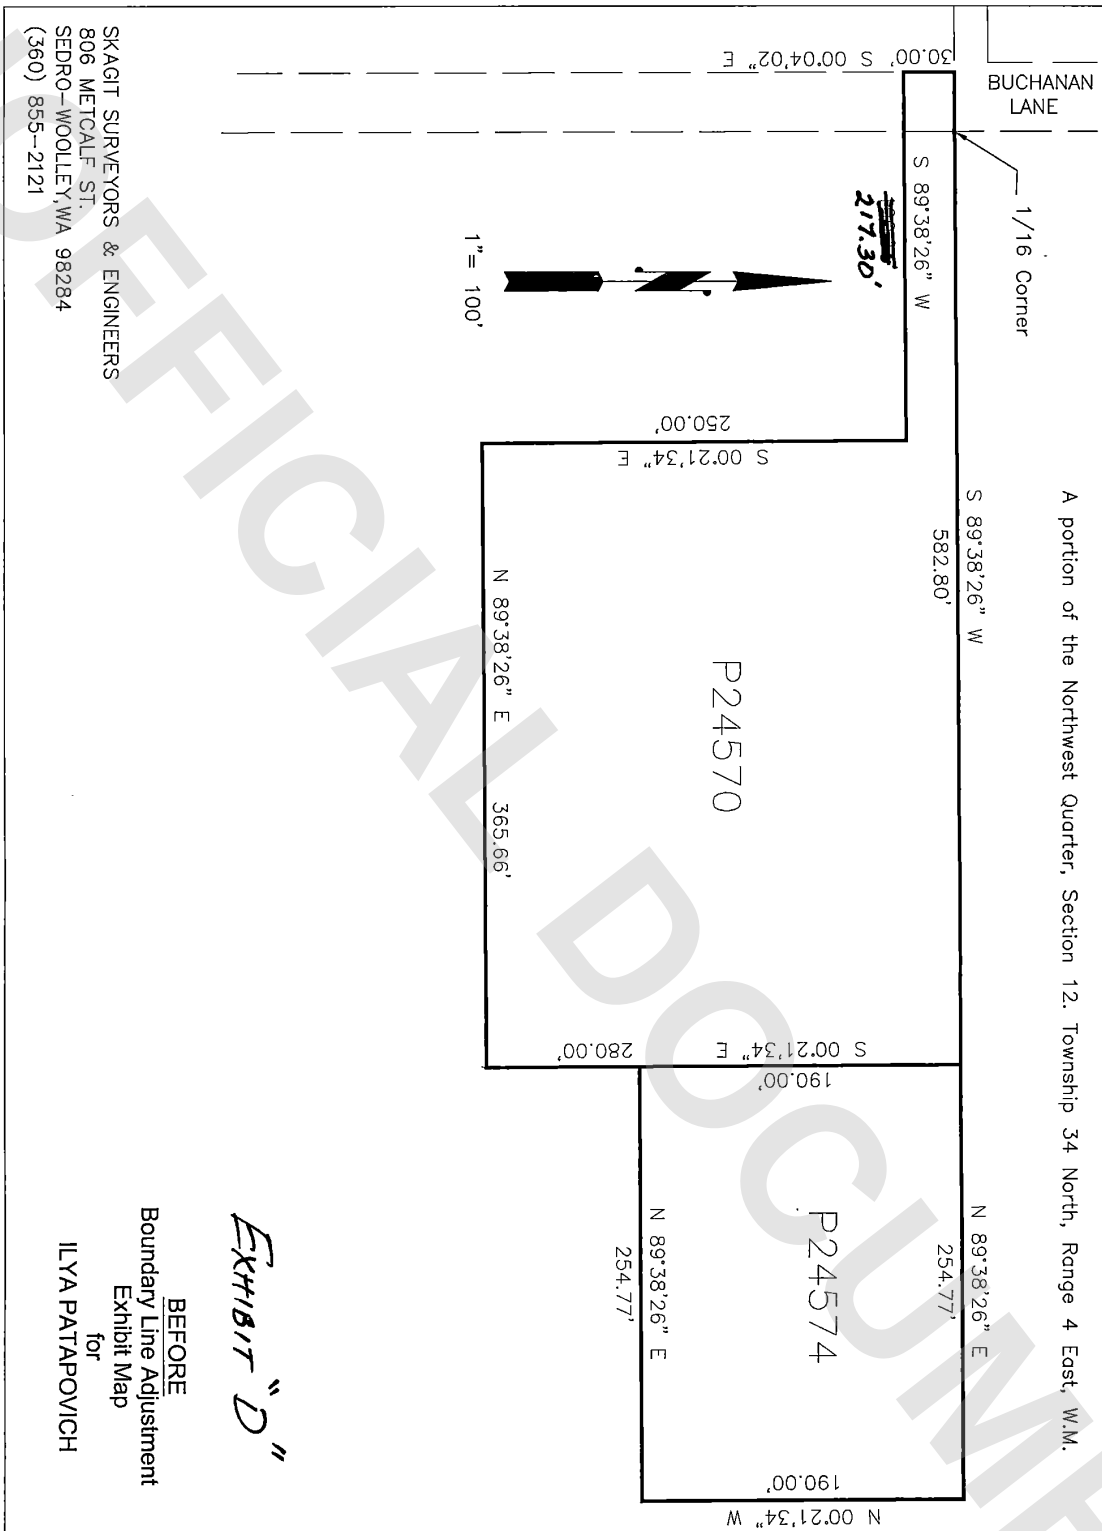 A portion of the Northwest Quarter, Section 12. Township 34 North, Range 4 East, W.M.
BUCHANAN
LANE
1/16 Corner
S 89°38'26" W
582.80'
N 89°38'26" E
254.77'
30.00'
S 00°04'02" E
S 89°38'26" W
217.30'
1"= 100'
250.00'
S 00°21'34" E
P24570
N 89°38'26" E
365.66'
S 00°21'34" E
280.00'
190.00'
P24574
N 89°38'26" E
254.77'
190.00'
N 00°21'34" W
SKAGIT SURVEYORS & ENGINEERS
806 METCALF ST.
SEDRO-WOOLLEY,WA 98284
(360) 855-2121
EXHIBIT "D"
BEFORE
Boundary Line Adjustment
Exhibit Map
for
ILYA PATAPOVICH